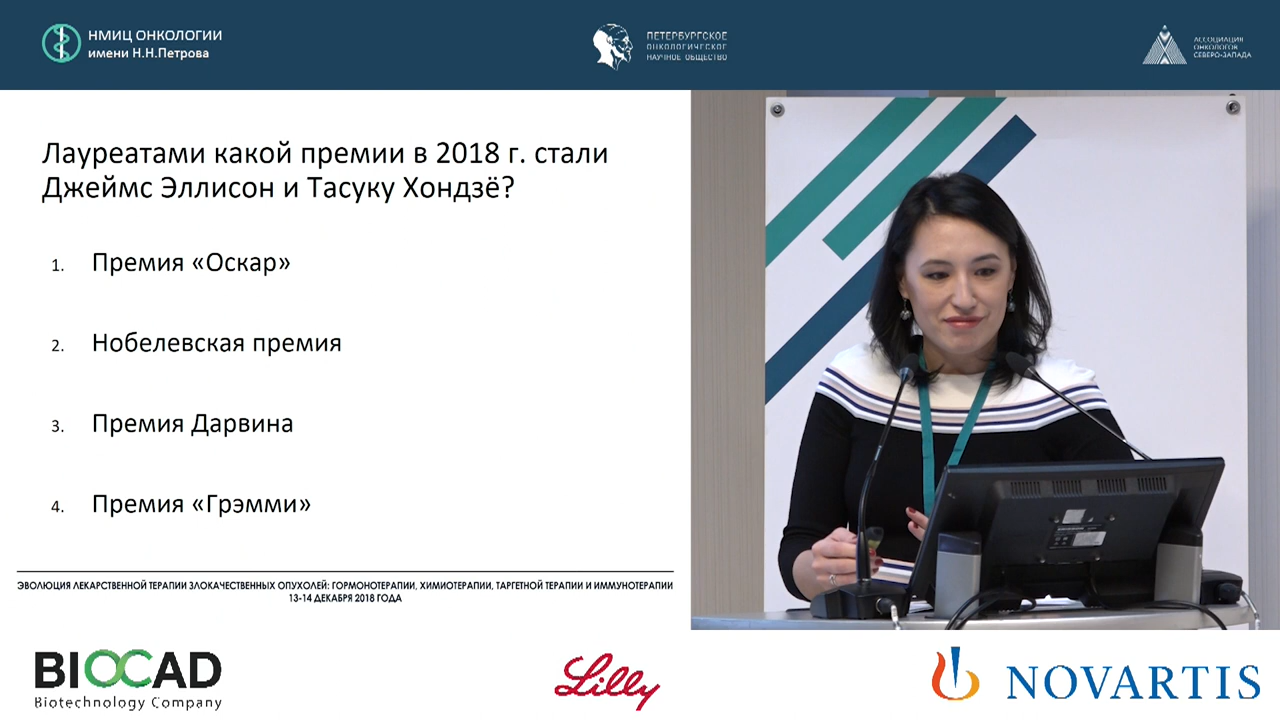 НМИЦ ОНКОЛОГИИ
имени Н.Н.Петрова
ПЕТЕРБУРГСКОЕ
ОНКОЛОГИЧЕСКОЕ
НАУЧНОЕ ОБЩЕСТВО
АССОЦИАЦИЯ
ОНКОЛОГОВ
СЕВЕРО-ЗАПАДА
Лауреатами какой премии в 2018 г. стали
Джеймс Эллисон и Тасуку Хондзё?
1. Премия «Оскар»
2. Нобелевская премия
3. Премия Дарвина
4. Премия «Грэмми»
ЭВОЛЮЦИЯ ЛЕКАРСТВЕННОЙ ТЕРАПИИ ЗЛОКАЧЕСТВЕННЫХ ОПУХОЛЕЙ: ГОРМОНОТЕРАПИИ, ХИМИОТЕРАПИИ, ТАРГЕТНОЙ ТЕРАПИИ И ИММУНОТЕРАПИИ
13-14 ДЕКАБРЯ 2018 ГОДА
BIOCAD
Biotechnology Company
Lilly
NOVARTIS